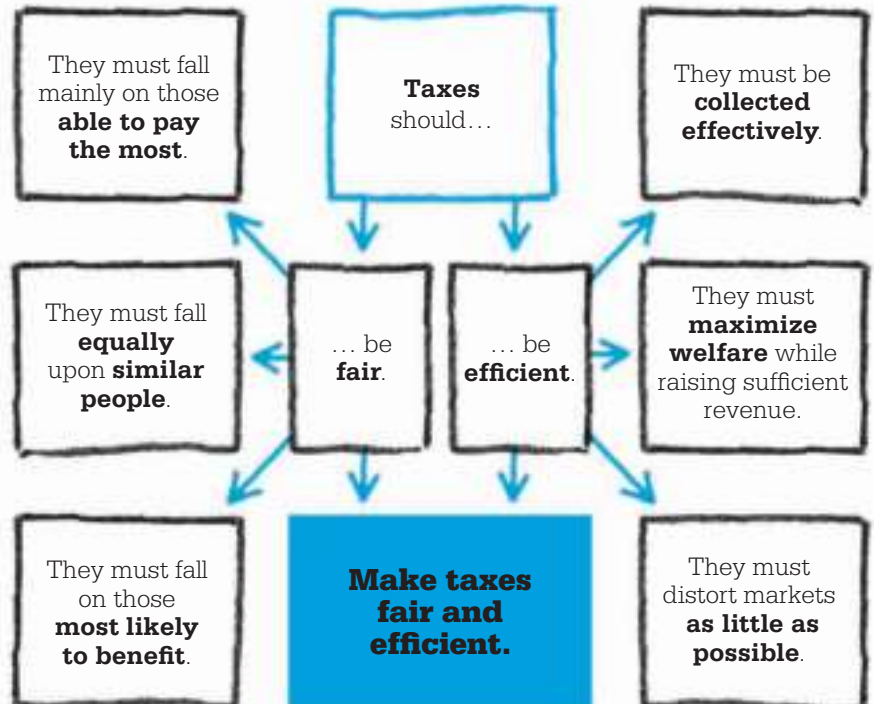 They must fall
mainly on those
able to pay
the most.
Taxes
should…
They must be
collected
effectively.
They must fall
equally
upon similar
people.
… be
fair.
… be
efficient.
They must
maximize
welfare while
raising sufficient
revenue.
They must fall
on those
most likely
to benefit.
Make taxes
fair and
efficient.
They must
distort markets
as little as
possible.